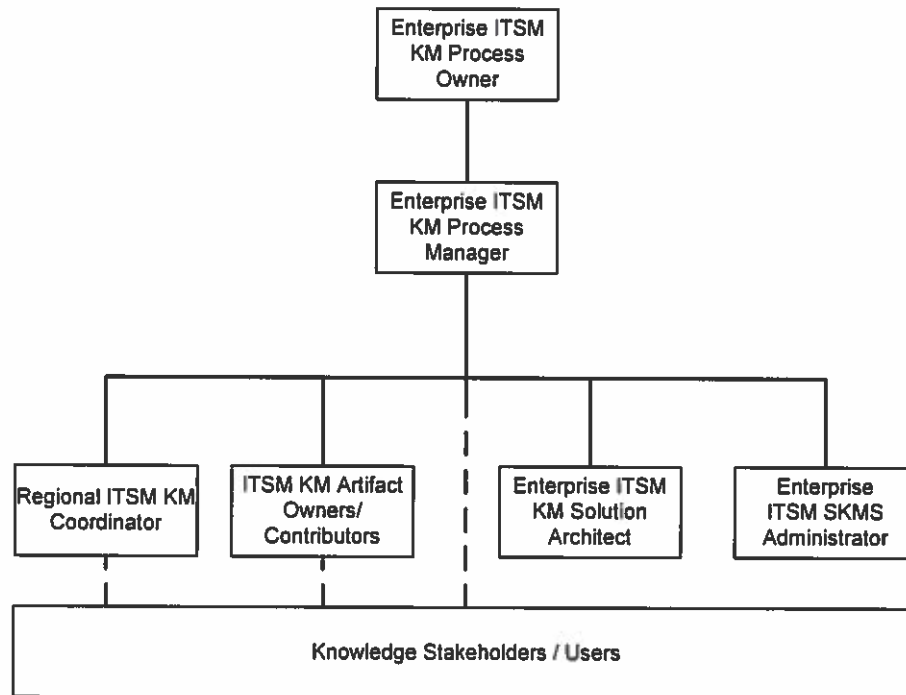 Enterprise ITSM
KM Process
Owner
Enterprise ITSM
KM Process
Manager
Regional ITSM KM
Coordinator
ITSM KM Artifact
Owners/
Contributors
Enterprise ITSM
KM Solution
Architect
Enterprise
ITSM SKMS
Administrator
Knowledge Stakeholders / Users